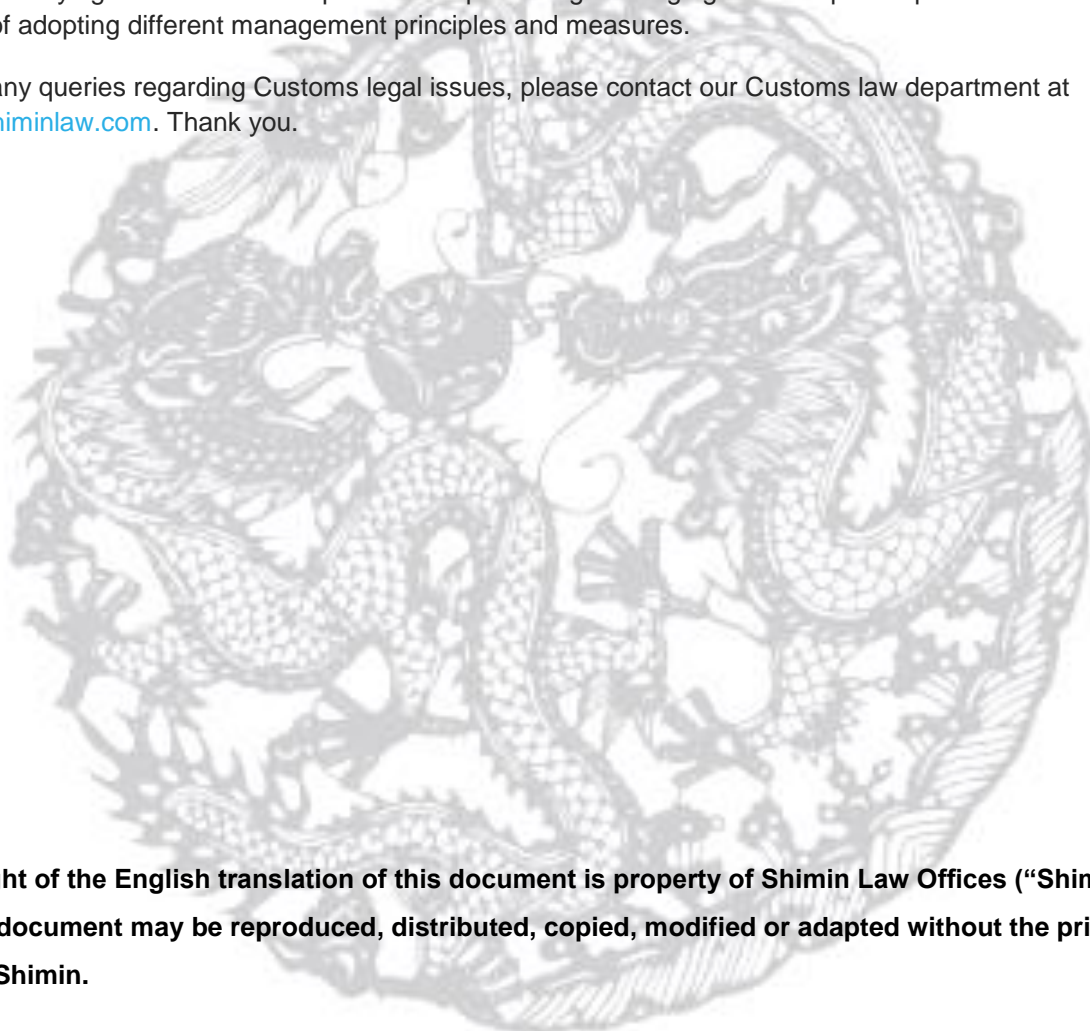 of adopting different management principles and measures.
any queries regarding Customs legal issues, please contact our Customs law department at
himinlaw.com. Thank you.
ht of the English translation of this document is property of Shimin Law Offices (“Shin
document may be reproduced, distributed, copied, modified or adapted without the pri
Shimin.